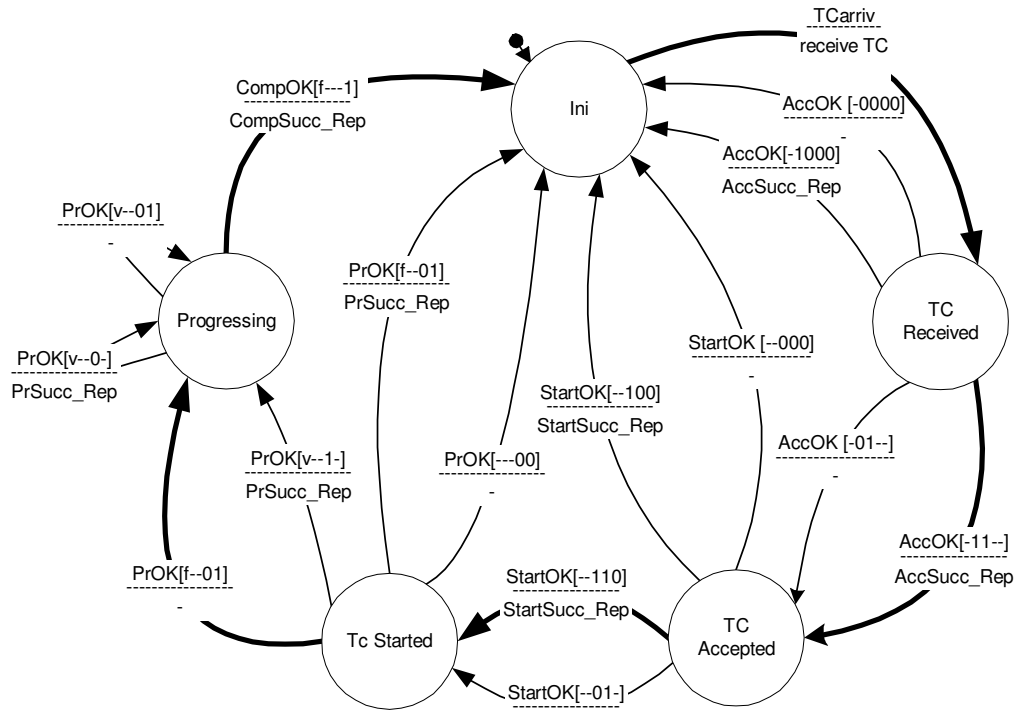 TCarriv
receive TC
CompOK[f---1]
CompSucc_Rep
Ini
AccOK [-0000]
-
AccOK[-1000]
AccSucc_Rep
PrOK[v--01]
-
PrOK[f--01]
PrSucc_Rep
Progressing
TC
Received
PrOK[v--0-]
PrSucc_Rep
StartOK [--000]
-
StartOK[--100]
StartSucc_Rep
AccOK [-01--]
-
PrOK[v--1-]
PrSucc_Rep
PrOK[---00]
-
AccOK[-11--]
AccSucc_Rep
PrOK[f--01]
-
StartOK[--110]
StartSucc_Rep
Tc Started
TC
Accepted
StartOK[--01-]